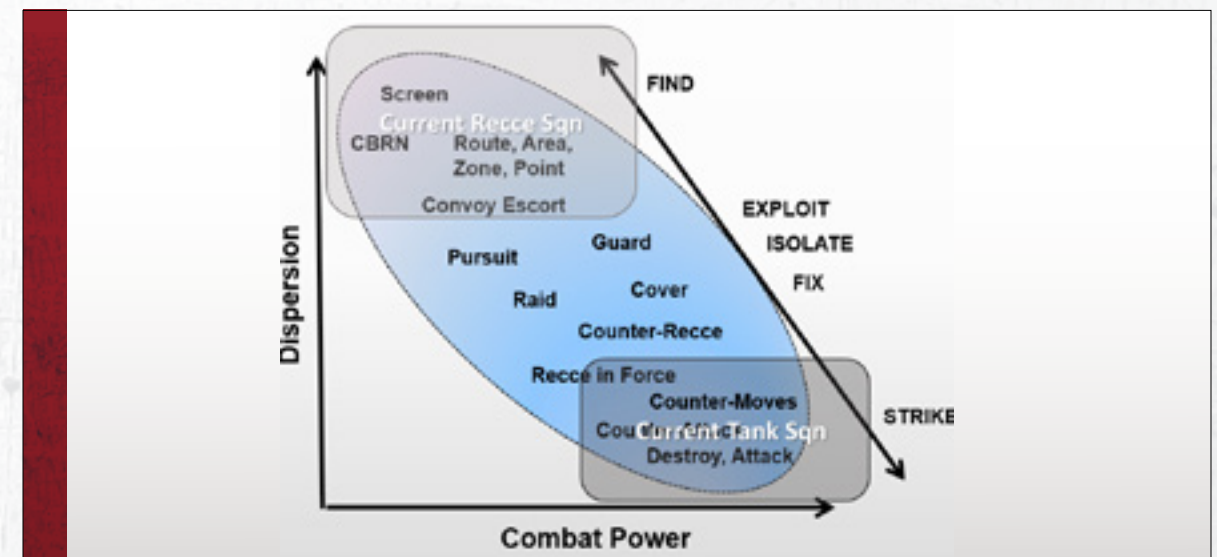 FIND
Screen
Current Recce Sqn
CBRN
Route, Area,
Zone, Point
Convoy Escort
EXPLOIT
ISOLATE
FIX
Guard
Pursuit
Cover
Raid
Counter-Recce
Recce in Force
Counter-Moves
STRIKE
Current Tank Sqn
Destroy, Attack
Dispersion
Combat Power